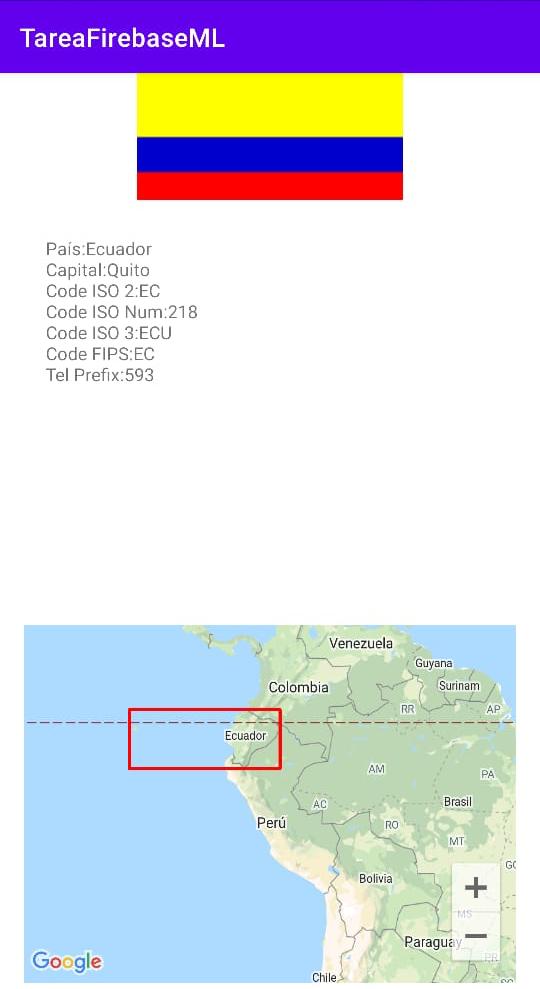 TareaFirebaseML
País:Ecuador
Capital:Quito
Code ISO 2:EC
Code ISO Num:218
Code ISO 3:ECU
Code FIPS:EC
Tel Prefix:593
Venezuela
Guyana
Colombia
Surinam
RR
AP
Ecuador
AM
PA
AC
Brasil
Perú
RO
MT
Bolivia
+
MS
Paraguay
−
PR
Google
Chile